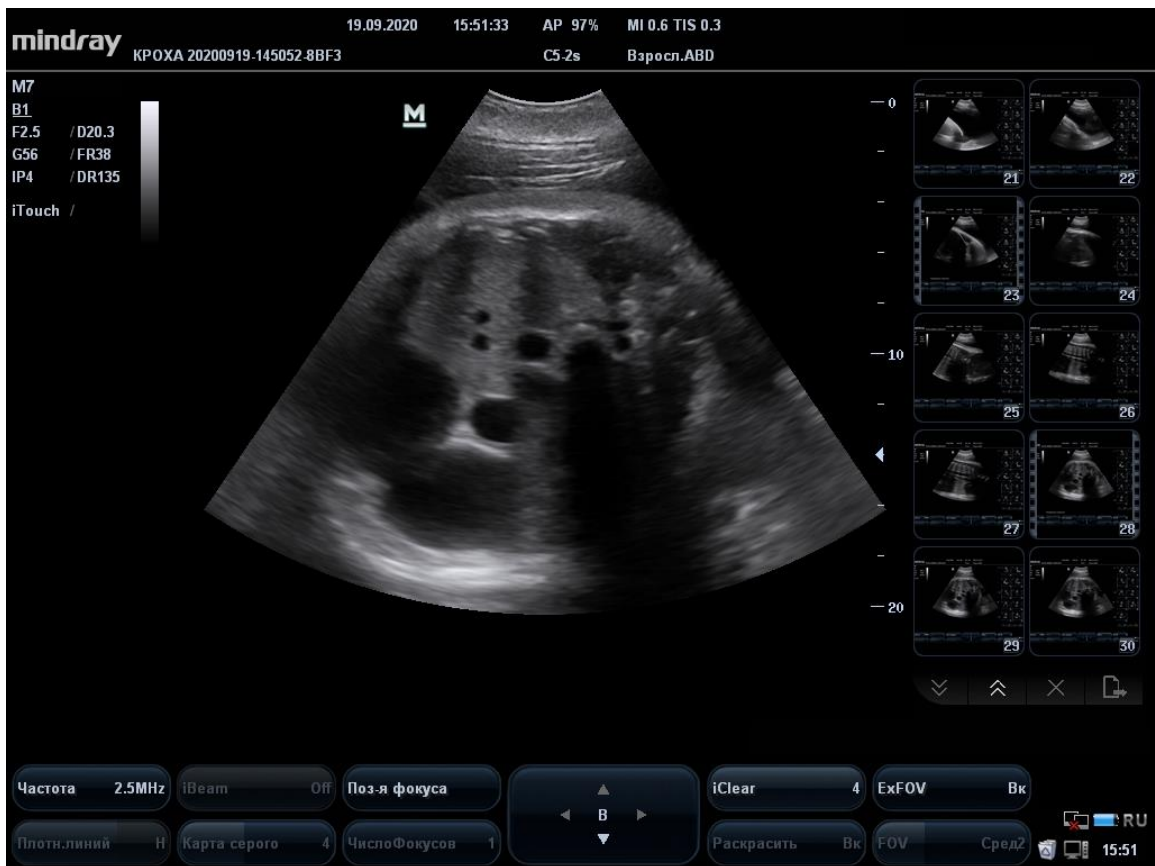 19.09.2020 15:51:33 AP 97% MI 0.6 TIS 0.3
mindray
КРОХА 20200919-145052-8BF3 C5-2s Взросл.ABD
M7
B1
F2.5 / D20.3
G56 / FR38
IP4 / DR135
iTouch /
M
0
10
20
21 22
23 24
25 26
27 28
29 30
Частота 2.5MHz iBeam Off Поз-я фокуса B iClear 4 ExFOV Вк
Плотн.линий H Карта серого 4 ЧислоФокусов 1 Раскрасить Вк FOV Сред2
RU
15:51